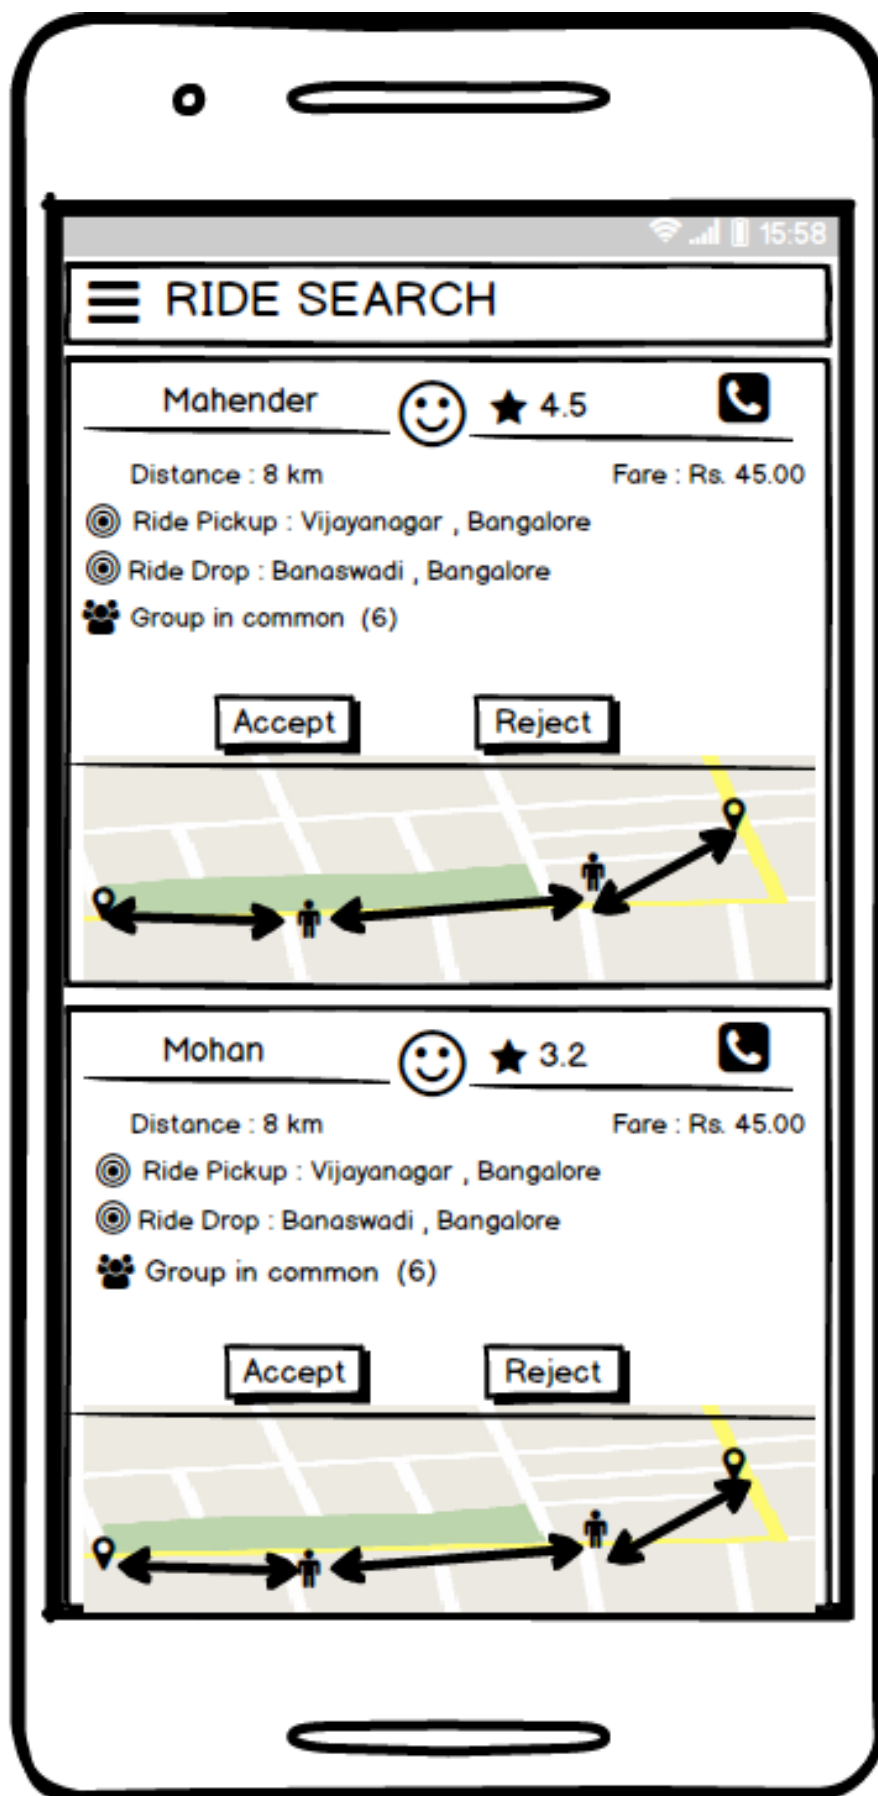 15:58
RIDE SEARCH
Mahender 4.5
Distance : 8 km Fare : Rs. 45.00
Ride Pickup : Vijayanagar , Bangalore
Ride Drop : Banaswadi , Bangalore
Group in common (6)
Accept Reject
Mohan 3.2
Distance : 8 km Fare : Rs. 45.00
Ride Pickup : Vijayanagar , Bangalore
Ride Drop : Banaswadi , Bangalore
Group in common (6)
Accept Reject